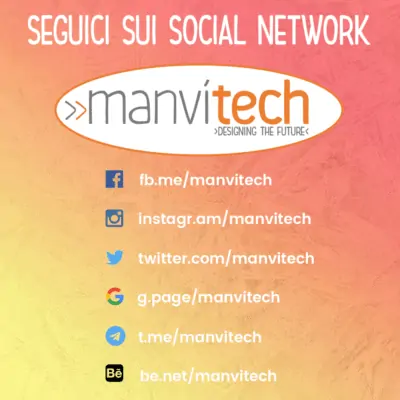 SEGUICI SUI SOCIAL NETWORK
»manvitech
>DESIGNING THE FUTURE<
fb.me/manvitech
instagr.am/manvitech
twitter.com/manvitech
G g.page/manvitech
t.me/manvitech
Bē be.net/manvitech